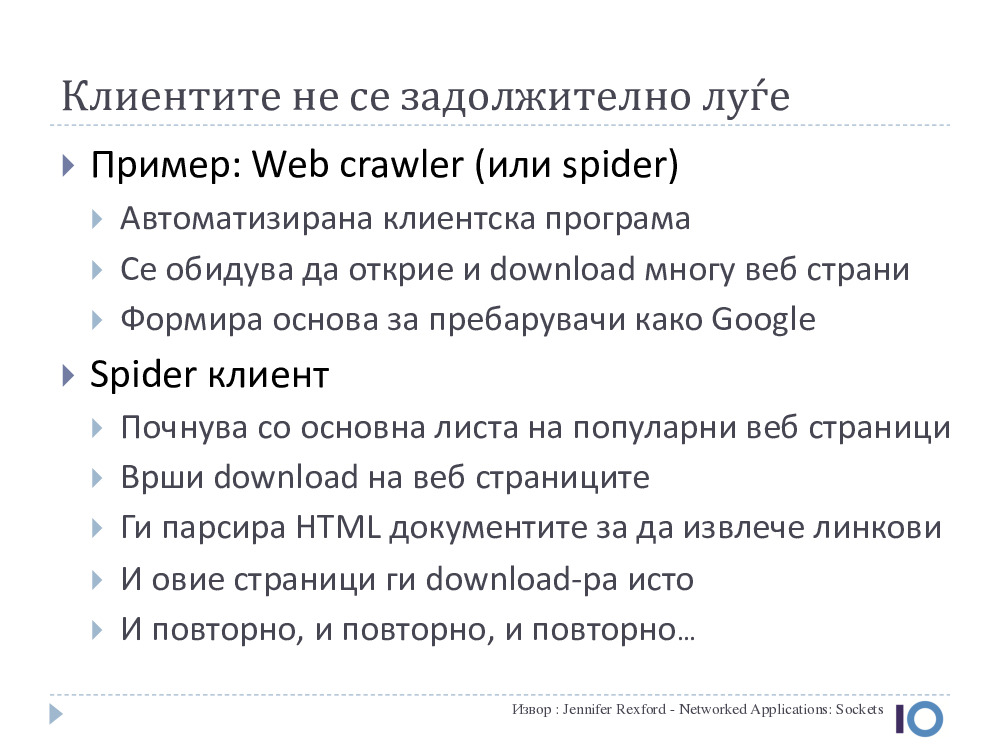 Клиентите не се задолжително луѓе
Пример: Web crawler (или spider)
Автоматизирана клиентска програма
Се обидува да открие и download многу веб страни
Формира основа за пребарувачи како Google
Spider клиент
Почнува со основна листа на популарни веб страници
Врши download на веб страниците
Ги парсира HTML документите за да извлече линкови
И овие страници ги download-ра исто
И повторно, и повторно, и повторно…
Извор : Jennifer Rexford - Networked Applications: Sockets